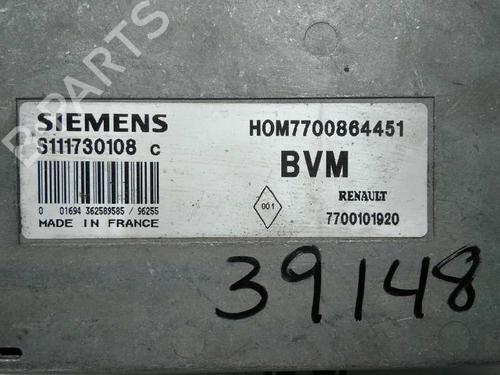 SIEMENS
S111730108 C
0 01694 362589585 / 96255
MADE IN FRANCE
HOM7700864451
BVM
001
RENAULT
7700101920
39148
B-PARTS